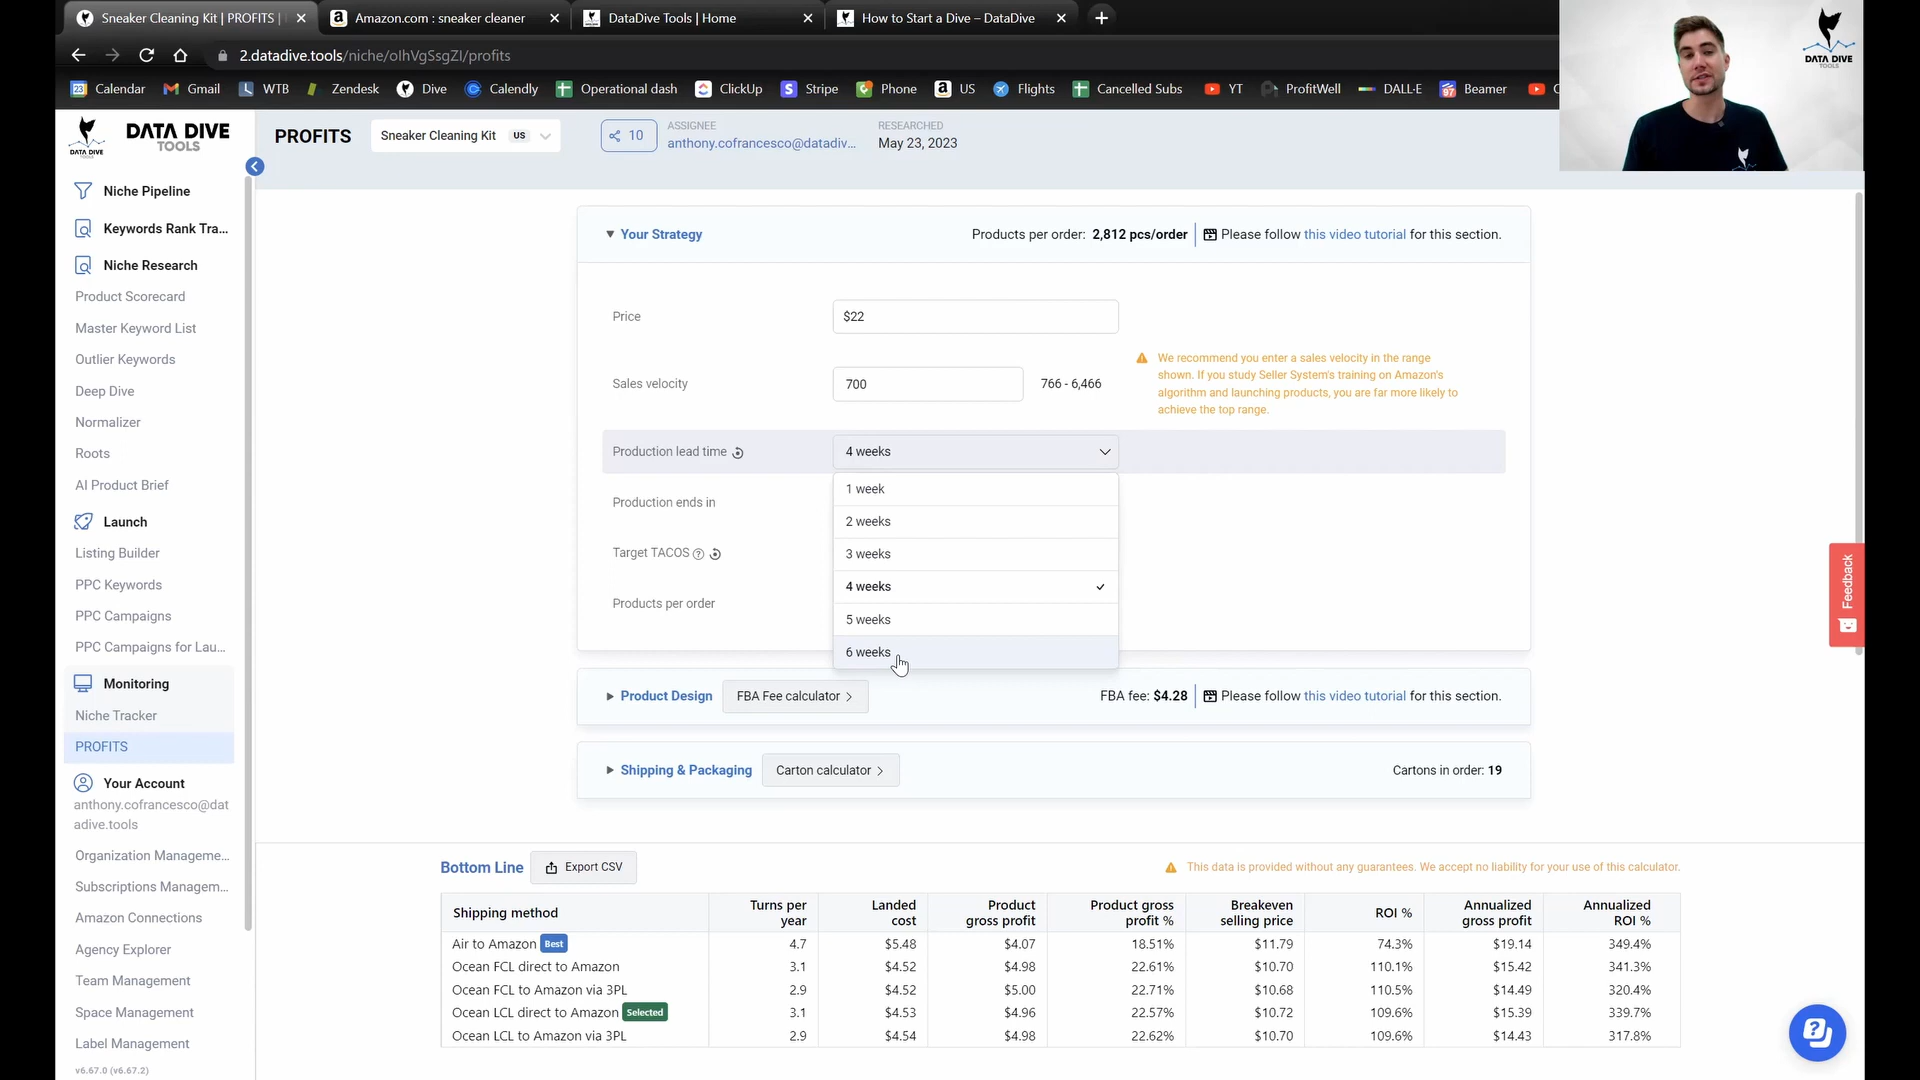 Sneaker Cleaning Kit | PROFITS |
Amazon.com : sneaker cleaner
DataDive Tools | Home
How to Start a Dive – DataDive
2.datadive.tools/niche/oIhVgSsgZI/profits
Calendar
Gmail
WTB
Zendesk
Dive
Calendly
Operational dash
ClickUp
Stripe
Phone
US
Flights
Cancelled Subs
YT
ProfitWell
DALL·E
Beamer
DATA DIVE
TOOLS
DATA DIVE
TOOLS
DATA DIVE
TOOLS
PROFITS
Sneaker Cleaning Kit US
10
ASSIGNEE
anthony.cofrancesco@datadiv...
RESEARCHED
May 23, 2023
Niche Pipeline
Keywords Rank Tra...
Niche Research
Product Scorecard
Master Keyword List
Outlier Keywords
Deep Dive
Normalizer
Roots
AI Product Brief
Launch
Listing Builder
PPC Keywords
PPC Campaigns
PPC Campaigns for Lau...
Monitoring
Niche Tracker
PROFITS
Your Account
anthony.cofrancesco@dat
adive.tools
Organization Manageme...
Subscriptions Managem...
Amazon Connections
Agency Explorer
Team Management
Space Management
Label Management
v6.67.0 (v6.67.2)
Your Strategy
Products per order: 2,812 pcs/order
Please follow this video tutorial for this section.
Price
$22
Sales velocity
700
766 - 6,466
We recommend you enter a sales velocity in the range
shown. If you study Seller System's training on Amazon's
algorithm and launching products, you are far more likely to
achieve the top range.
Production lead time
4 weeks
1 week
2 weeks
3 weeks
4 weeks
5 weeks
6 weeks
Production ends in
Target TACOS
Products per order
Product Design
FBA Fee calculator >
FBA fee: $4.28
Please follow this video tutorial for this section.
Shipping & Packaging
Carton calculator >
Cartons in order: 19
Feedback
Bottom Line
Export CSV
This data is provided without any guarantees. We accept no liability for your use of this calculator.
Shipping method Turns per year Landed cost Product gross profit Product gross profit % Breakeven selling price ROI % Annualized gross profit Annualized ROI %
Air to Amazon Best 4.7 $5.48 $4.07 18.51% $11.79 74.3% $19.14 349.4%
Ocean FCL direct to Amazon 3.1 $4.52 $4.98 22.61% $10.70 110.1% $15.42 341.3%
Ocean FCL to Amazon via 3PL 2.9 $4.52 $5.00 22.71% $10.68 110.5% $14.49 320.4%
Ocean LCL direct to Amazon Selected 3.1 $4.53 $4.96 22.57% $10.72 109.6% $15.39 339.7%
Ocean LCL to Amazon via 3PL 2.9 $4.54 $4.98 22.62% $10.70 109.6% $14.43 317.8%